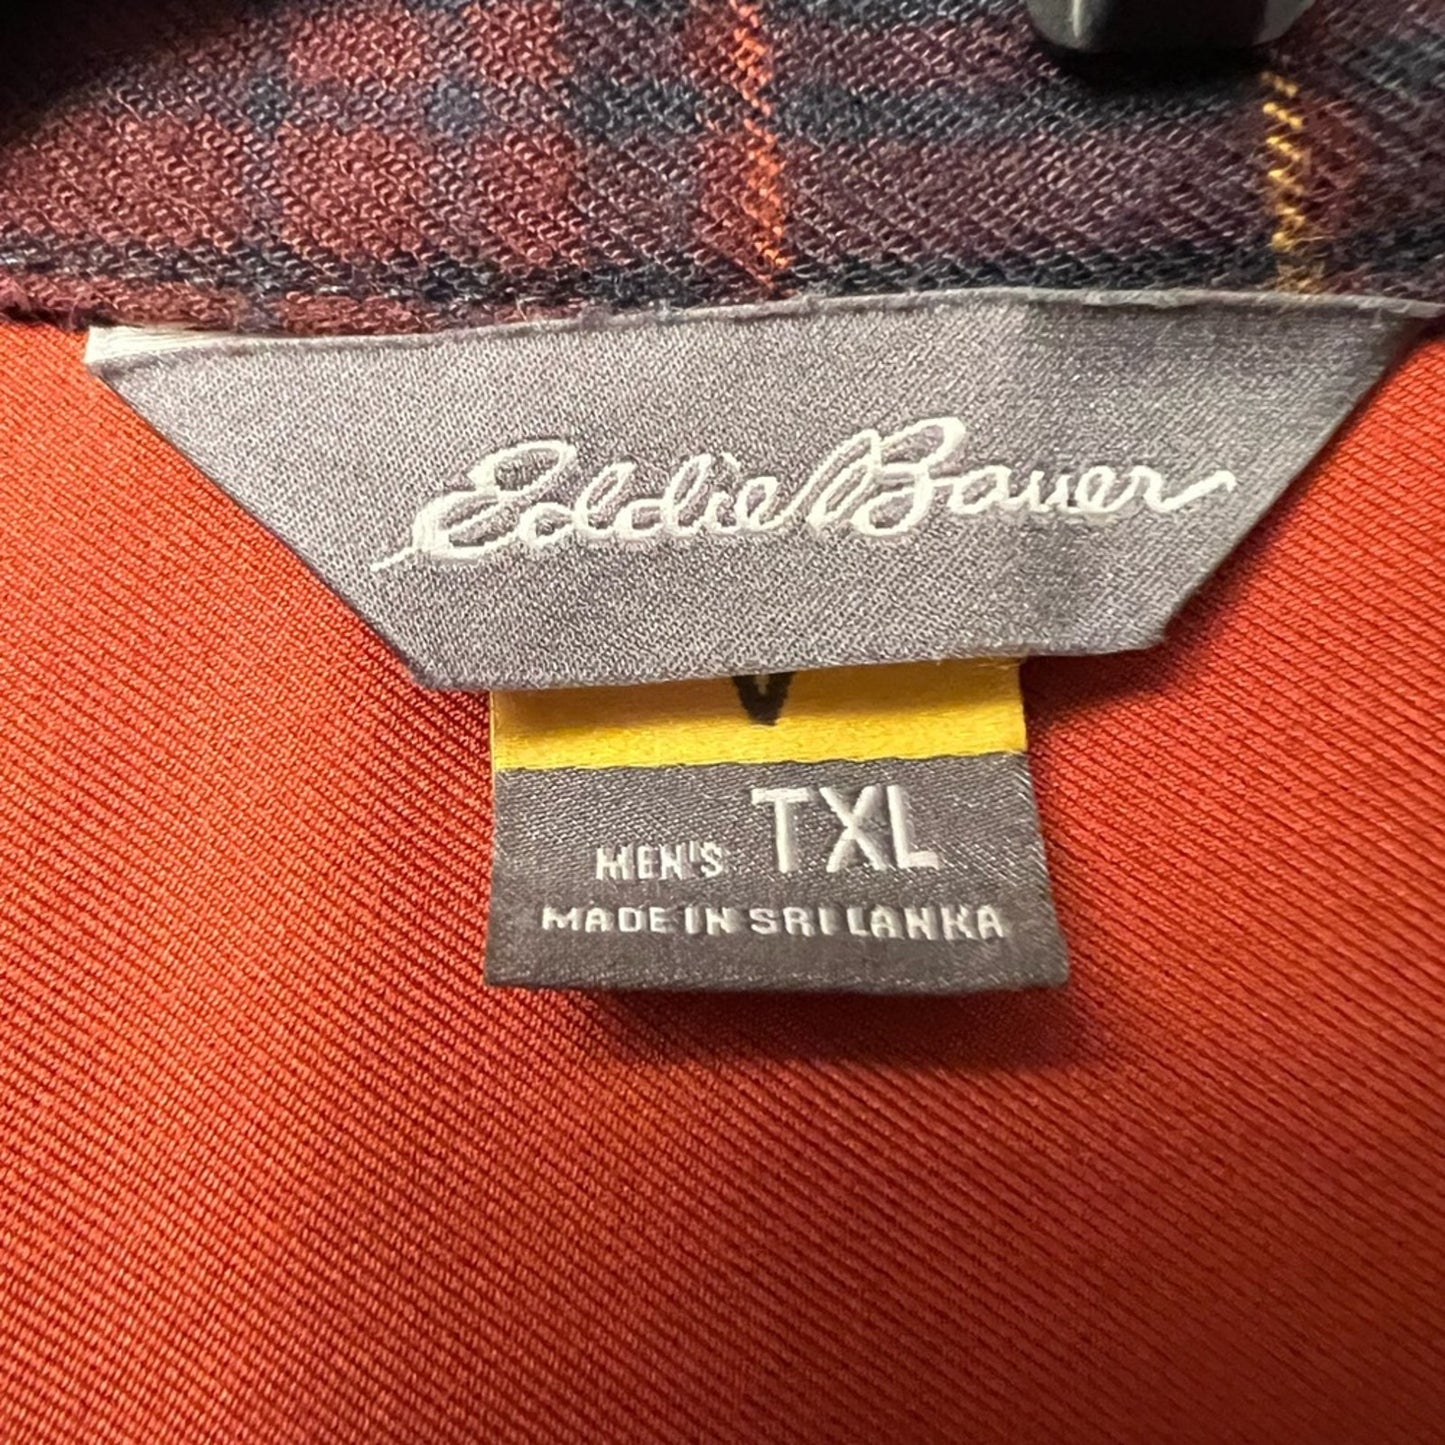 Eddie Bauer
MEN'S TXL
MADE IN SRI LANKA